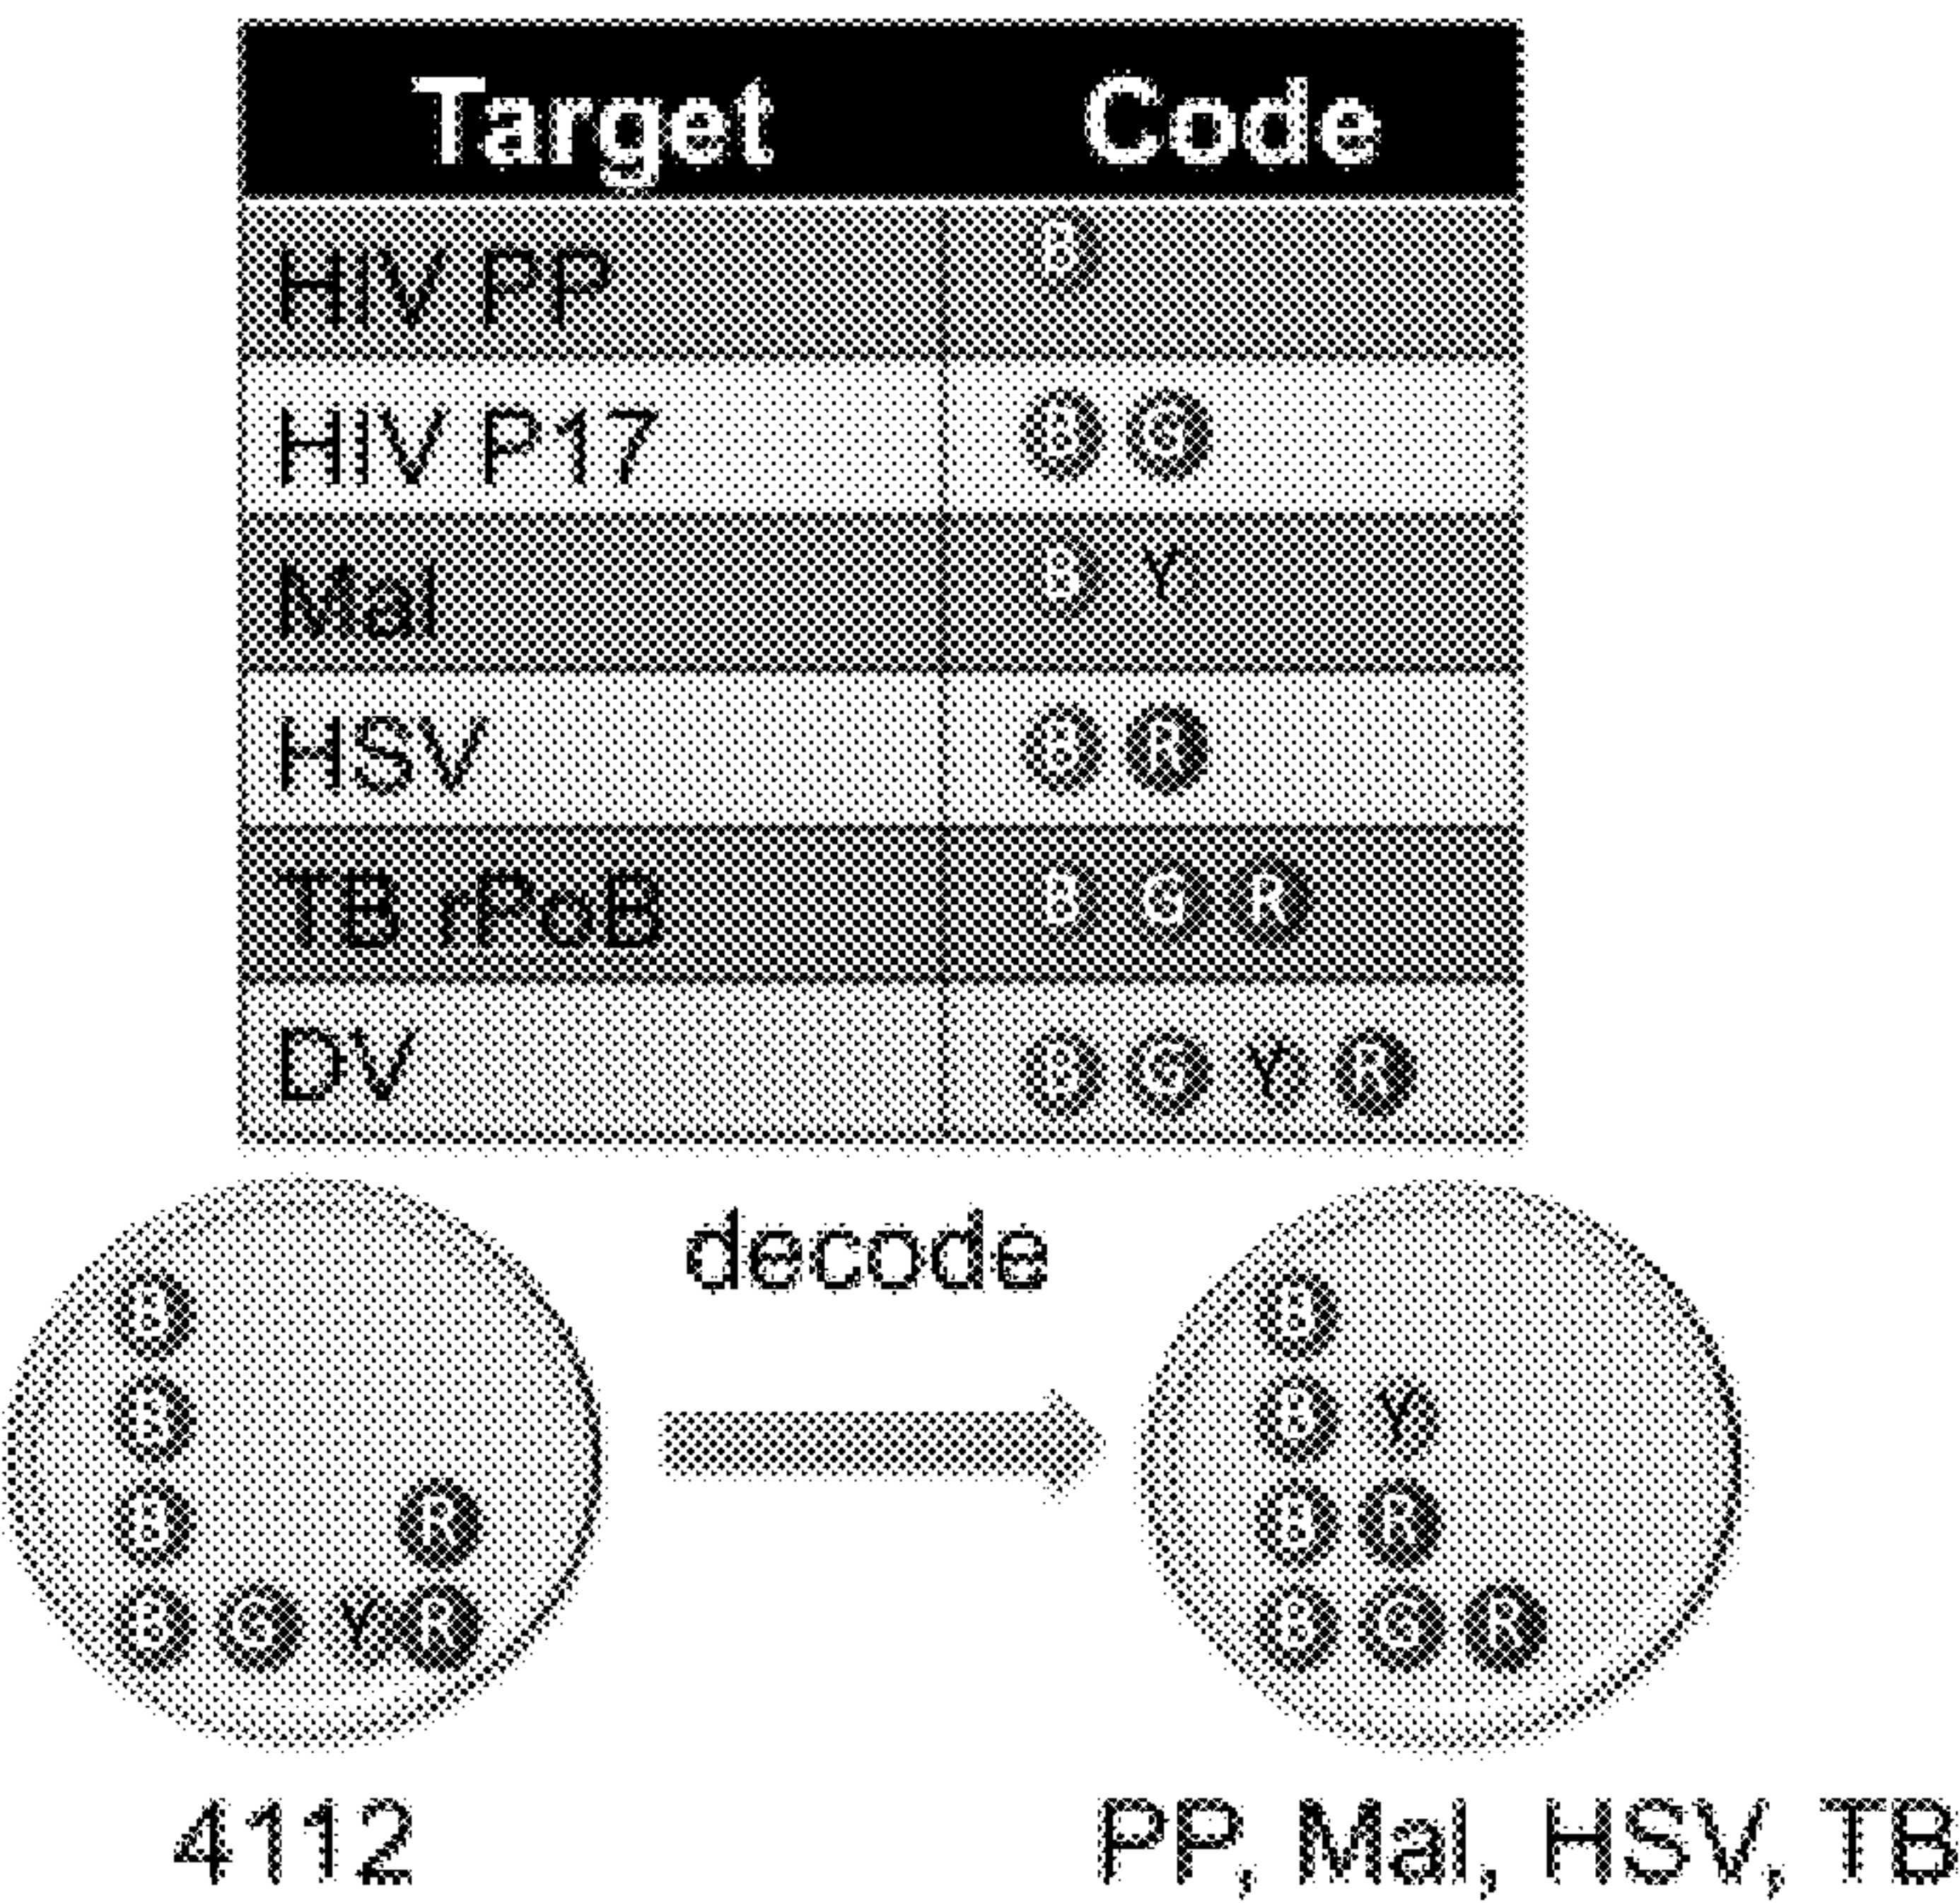 Target Code
HIV PP B
HIV P17 B G
Mal B Y
HSV B R
TB rPoB B G R
DV B G Y R
decode
B
B
B R
B G Y R
B
B Y
B R
B G R
4112
PP, Mal, HSV, TB